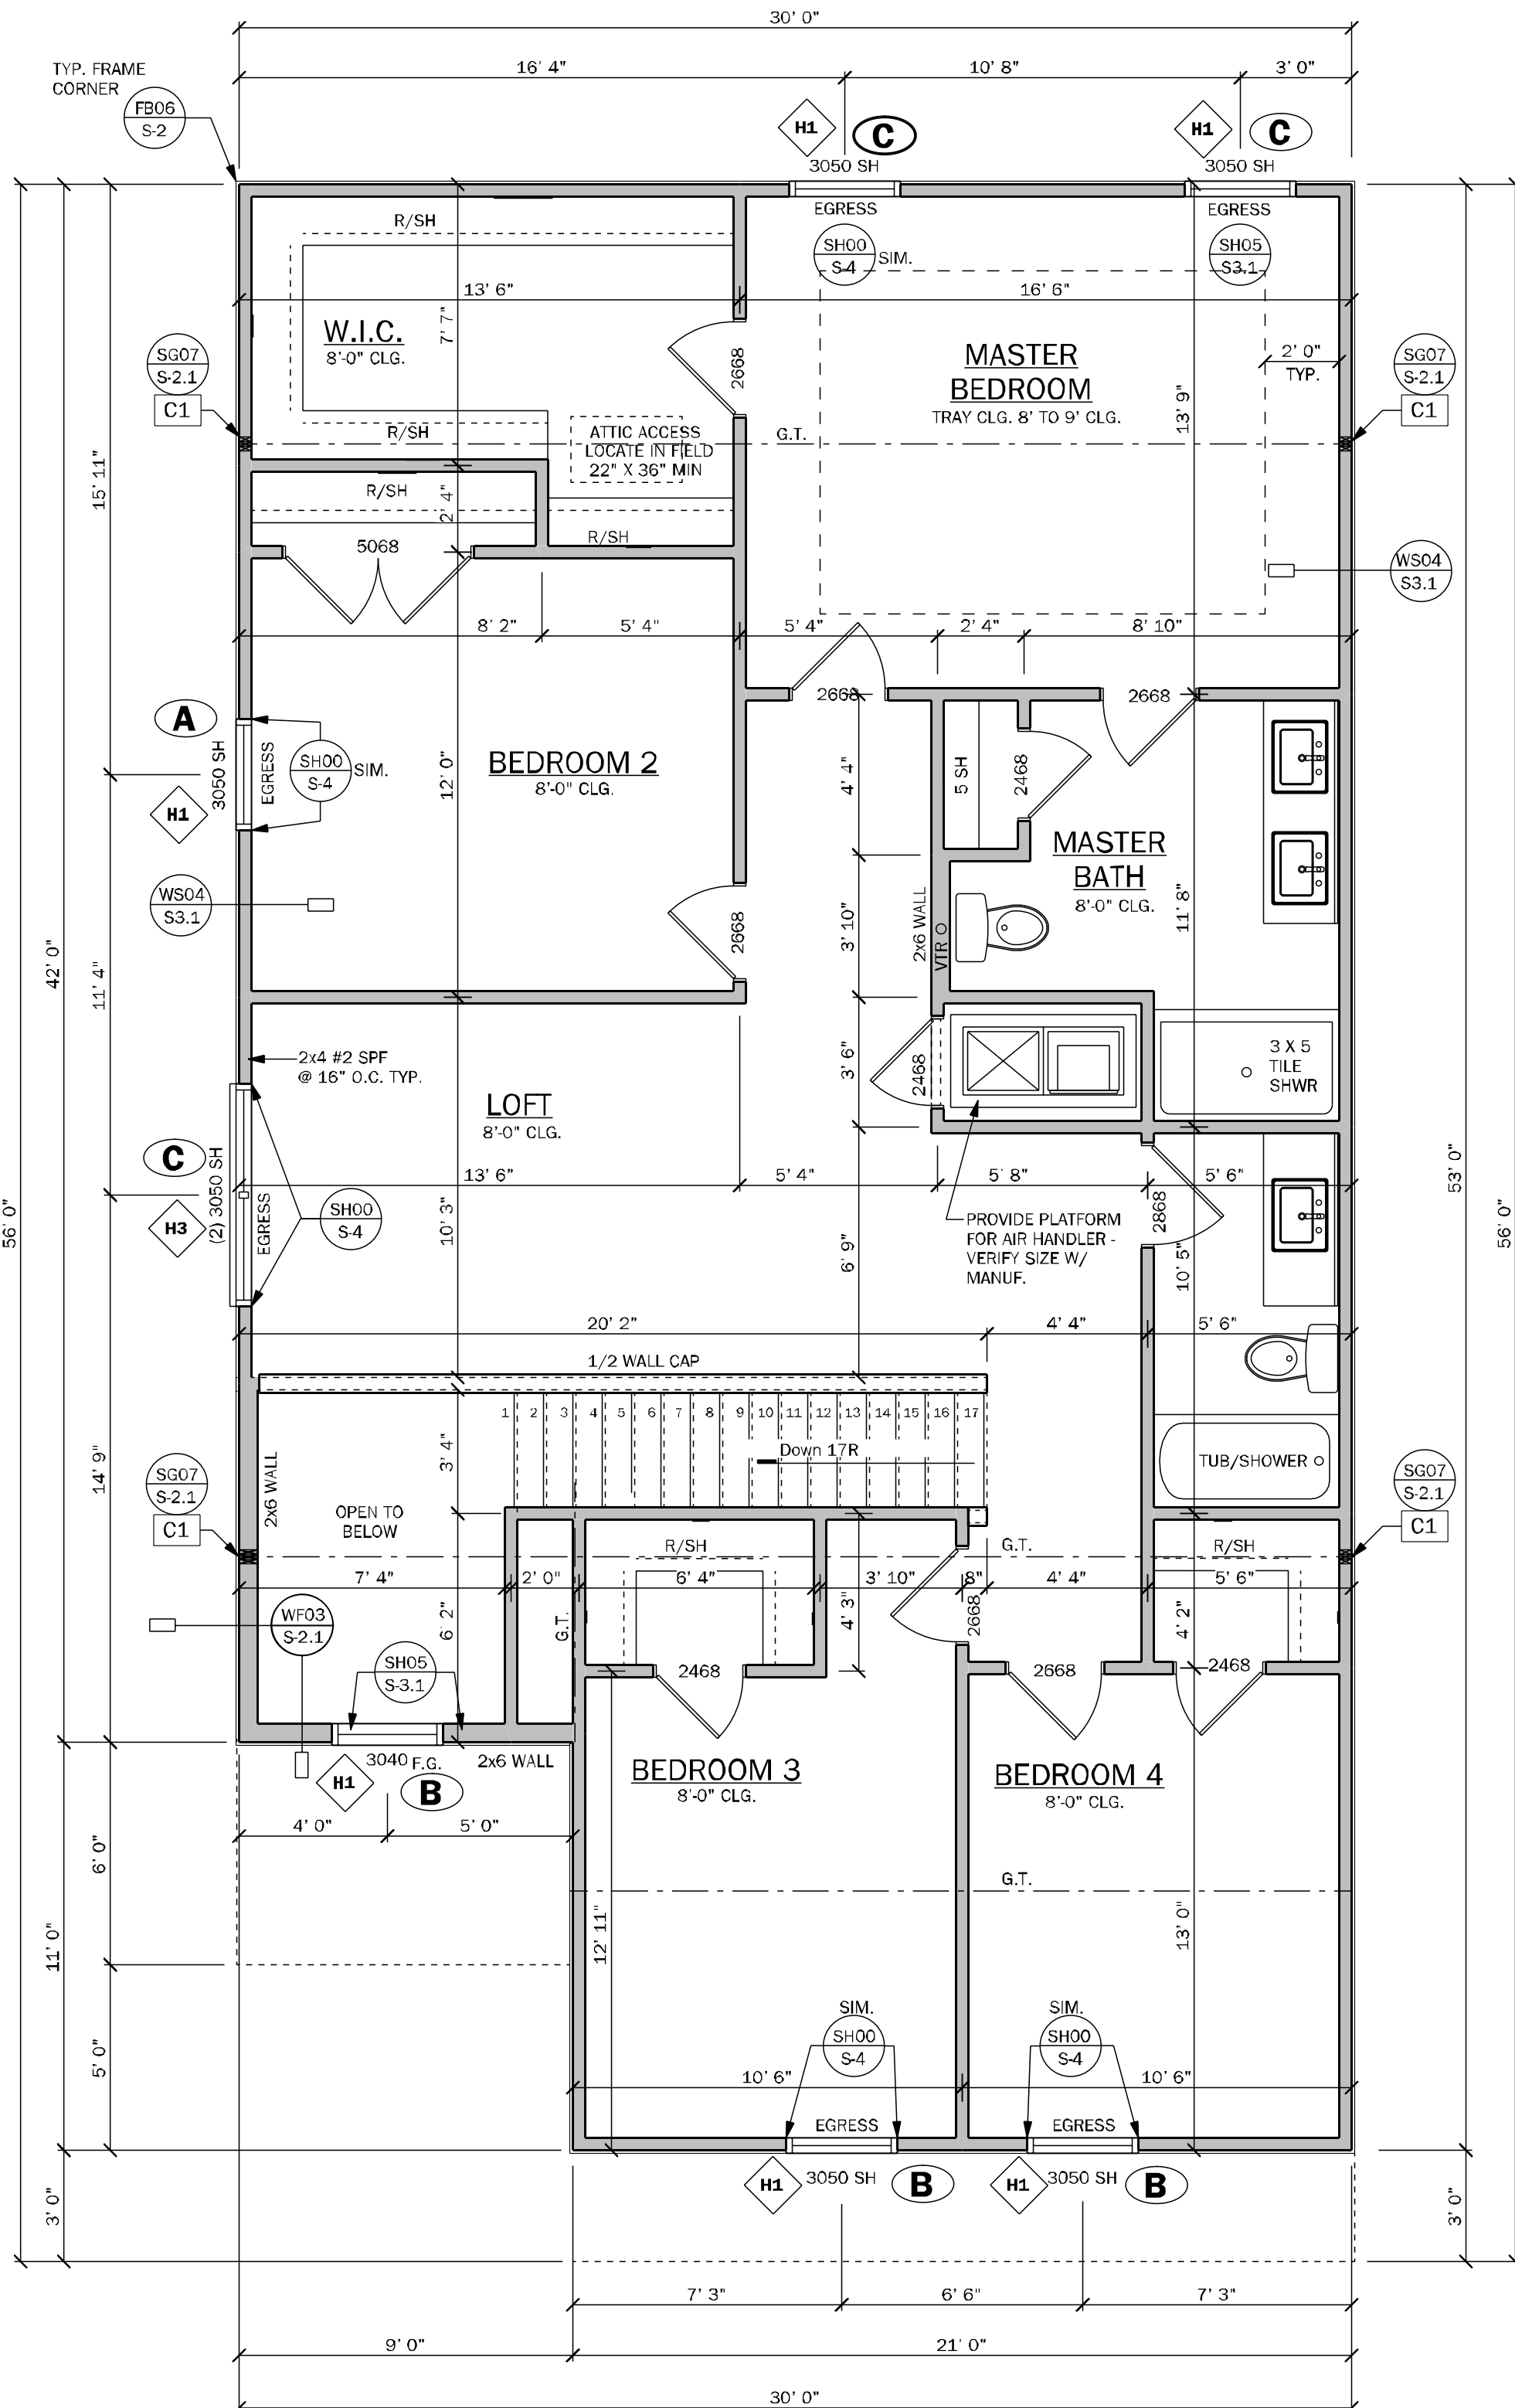 30' 0"
16' 4"
10' 8"
3' 0"
TYP. FRAME
CORNER
FB06
S-2
H1
C
H1
C
3050 SH
3050 SH
EGRESS
EGRESS
R/SH
SH00
S-4
SIM.
SH05
S3.1
13' 6"
16' 6"
7' 7"
W.I.C.
8'-0" CLG.
2668
MASTER
BEDROOM
TRAY CLG. 8' TO 9' CLG.
2' 0"
TYP.
13' 9"
SG07
S-2.1
C1
SG07
S-2.1
C1
R/SH
ATTIC ACCESS
LOCATE IN FIELD
22" X 36" MIN
G.T.
15' 11"
R/SH
2' 4"
R/SH
5068
WS04
S3.1
8' 2"
5' 4"
5' 4"
2' 4"
8' 10"
2668
2668
A
3050 SH
EGRESS
SH00
S-4
SIM.
H1
BEDROOM 2
8'-0" CLG.
12' 0"
4' 4"
5 SH
2468
MASTER
BATH
8'-0" CLG.
WS04
S3.1
2668
3' 10"
2x6 WALL
VTR
11' 8"
42' 0"
11' 4"
2x4 #2 SPF
@ 16" O.C. TYP.
3' 6"
2468
3 X 5
TILE
SHWR
LOFT
8'-0" CLG.
C
(2) 3050 SH
H3
EGRESS
SH00
S-4
13' 6"
5' 4"
5' 8"
5' 6"
56' 0"
53' 0"
56' 0"
10' 3"
6' 9"
PROVIDE PLATFORM
FOR AIR HANDLER -
VERIFY SIZE W/
MANUF.
2868
10' 5"
20' 2"
4' 4"
5' 6"
1/2 WALL CAP
1 2 3 4 5 6 7 8 9 10 11 12 13 14 15 16 17
Down 17R
3' 4"
14' 9"
2x6 WALL
TUB/SHOWER
SG07
S-2.1
C1
SG07
S-2.1
C1
OPEN TO
BELOW
R/SH
G.T.
R/SH
7' 4"
2' 0"
6' 4"
3' 10"
8"
4' 4"
5' 6"
WF03
S-2.1
6' 2"
G.T.
4' 3"
2668
4' 2"
SH05
S-3.1
2468
2668
2468
3040 F.G.
2x6 WALL
H1
B
BEDROOM 3
8'-0" CLG.
BEDROOM 4
8'-0" CLG.
4' 0"
5' 0"
6' 0"
11' 0"
G.T.
12' 11"
13' 0"
5' 0"
SIM.
SH00
S-4
SIM.
SH00
S-4
10' 6"
10' 6"
EGRESS
EGRESS
H1
3050 SH
B
H1
3050 SH
B
3' 0"
3' 0"
7' 3"
6' 6"
7' 3"
9' 0"
21' 0"
30' 0"